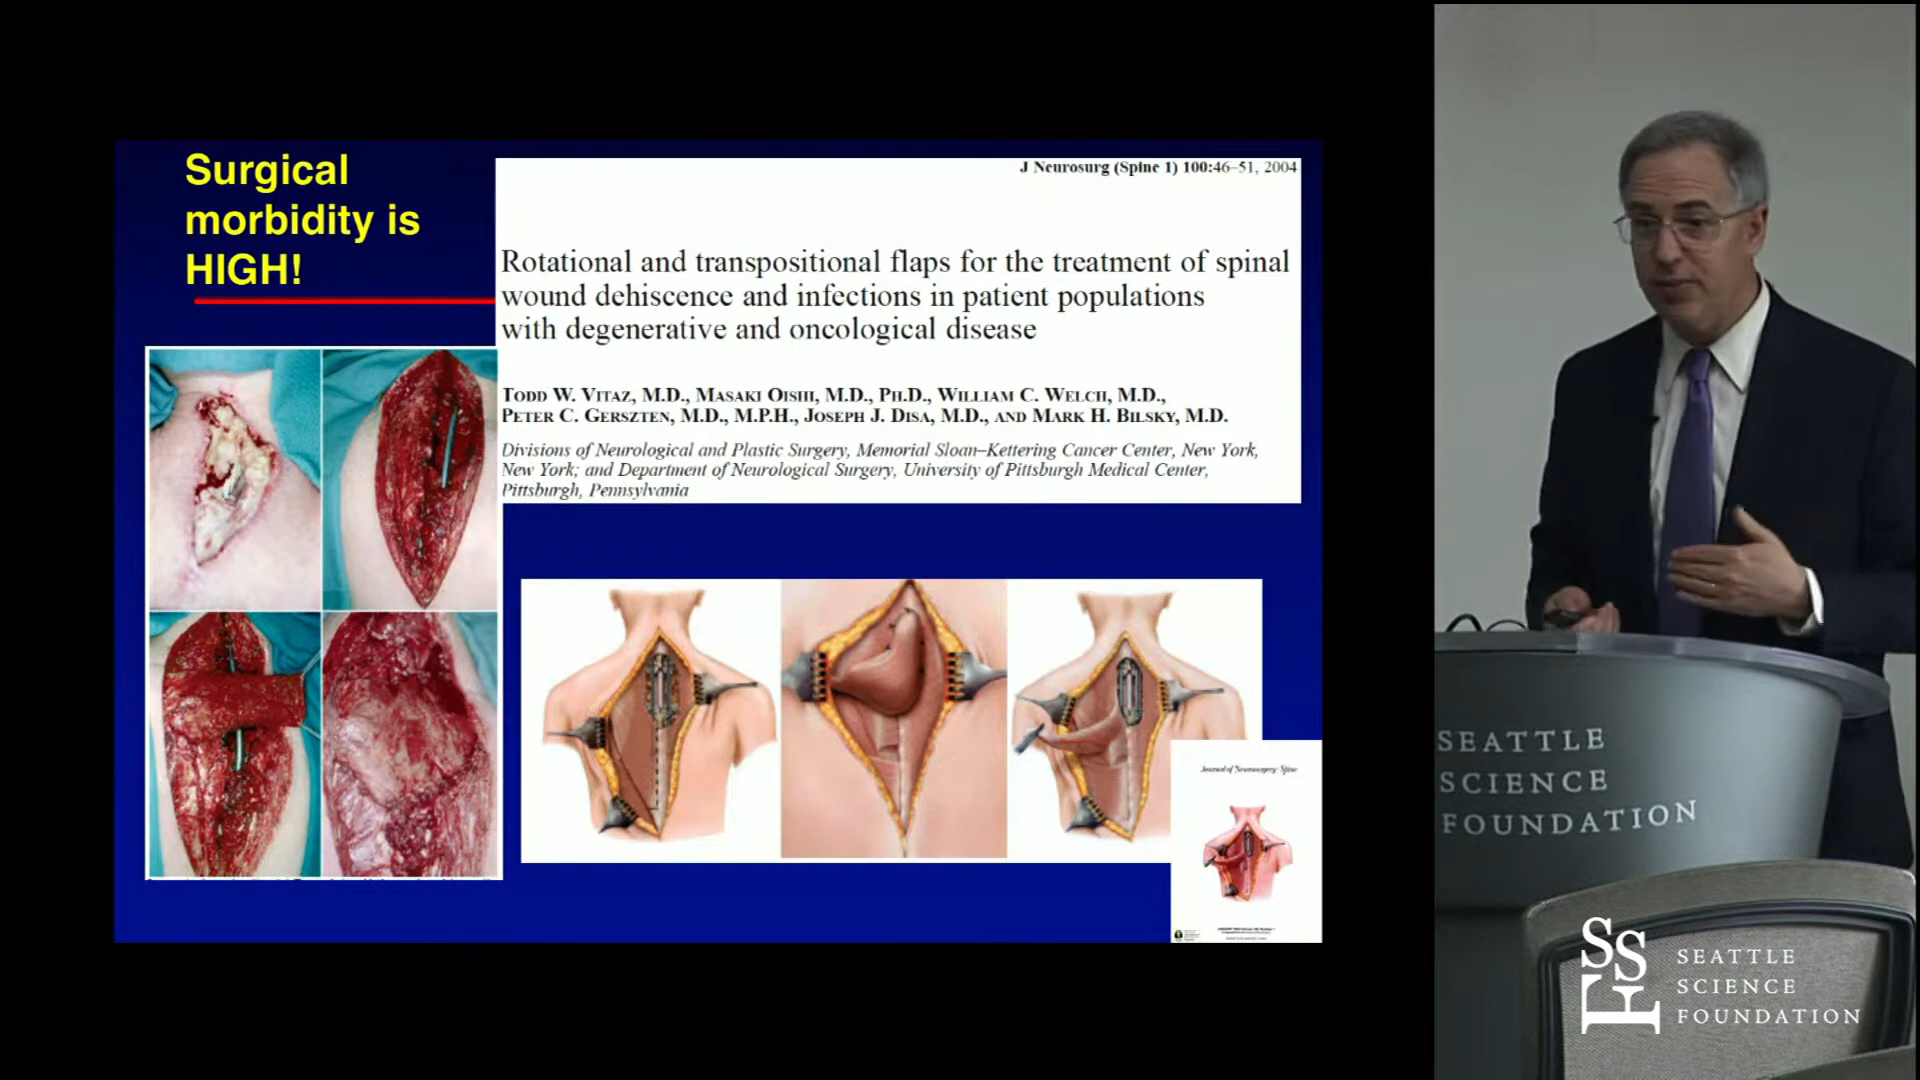 Surgical
morbidity is
HIGH!
J Neurosurg (Spine 1) 100:46–51, 2004
Rotational and transpositional flaps for the treatment of spinal
wound dehiscence and infections in patient populations
with degenerative and oncological disease
TODD W. VITAZ, M.D., MASAKI OISHI, M.D., PH.D., WILLIAM C. WELCH, M.D.,
PETER C. GERSZTEN, M.D., M.P.H., JOSEPH J. DISA, M.D., AND MARK H. BILSKY, M.D.
Divisions of Neurological and Plastic Surgery, Memorial Sloan–Kettering Cancer Center, New York,
New York; and Department of Neurological Surgery, University of Pittsburgh Medical Center,
Pittsburgh, Pennsylvania
Journal of Neurosurgery: Spine
SEATTLE
SCIENCE
FOUNDATION
SSF
SEATTLE
SCIENCE
FOUNDATION